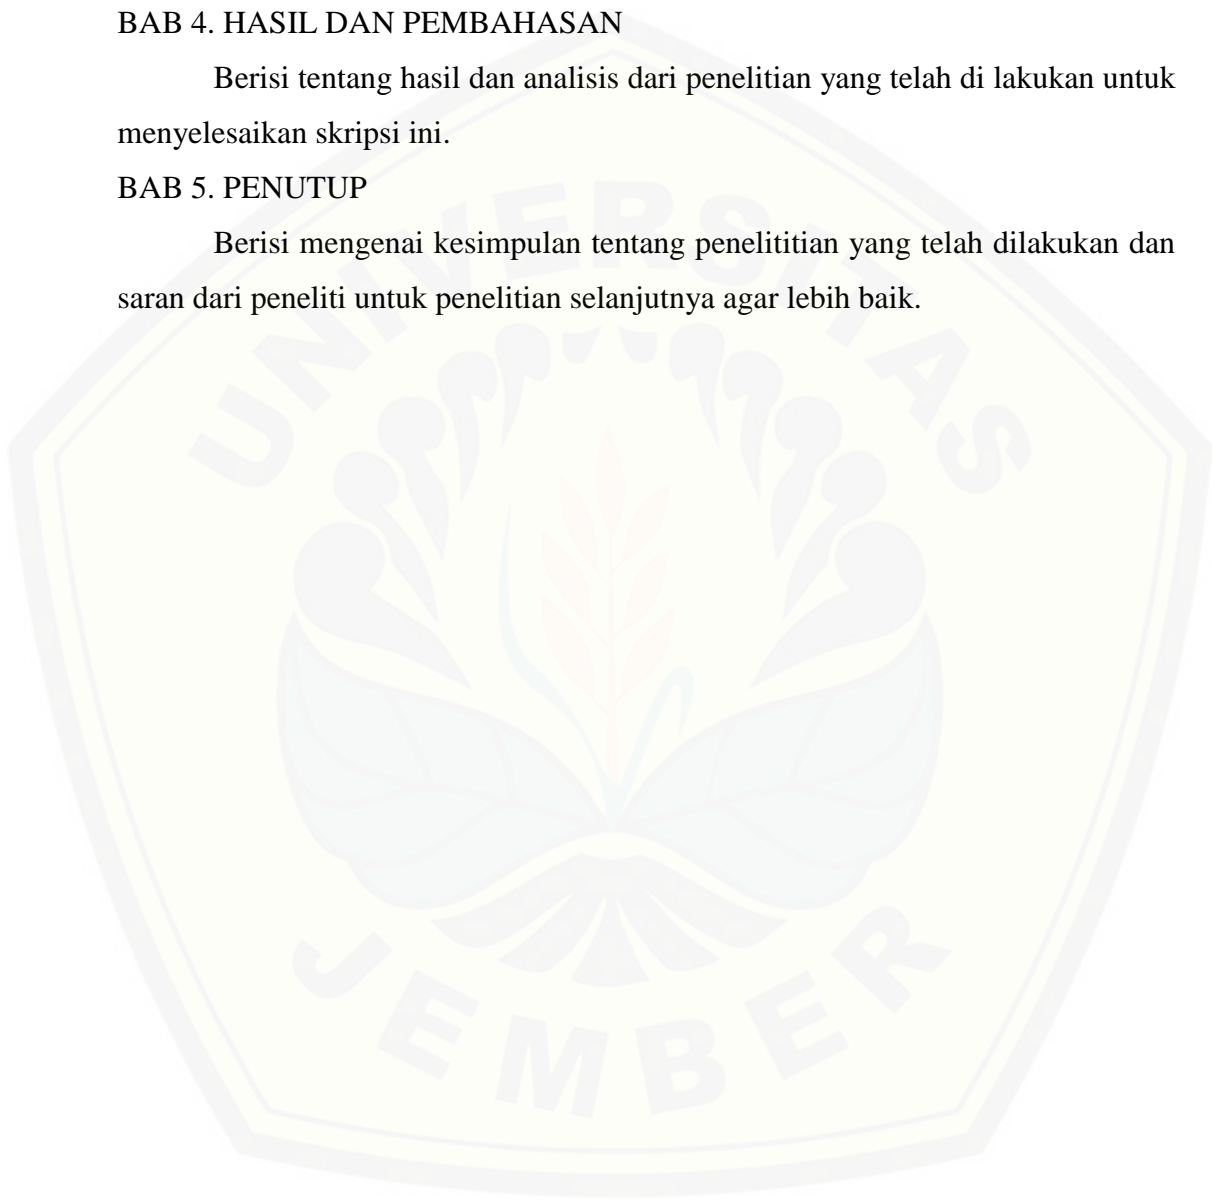 BAB 4. HASIL DAN PEMBAHASAN
Berisi tentang hasil dan analisis dari penelitian yang telah di lakukan untuk
menyelesaikan skripsi ini.
BAB 5. PENUTUP
Berisi mengenai kesimpulan tentang penelititian yang telah dilakukan dan
saran dari peneliti untuk penelitian selanjutnya agar lebih baik.
UNIVERSITAS
JEMBER